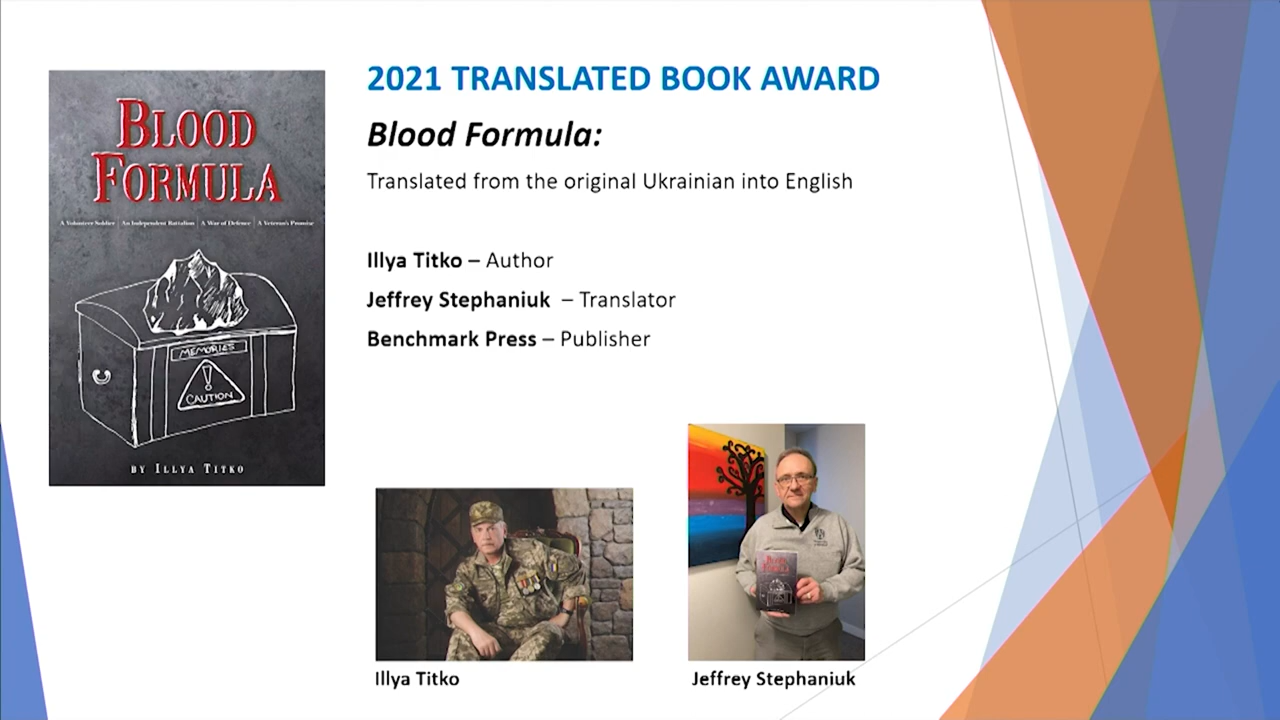 2021 TRANSLATED BOOK AWARD
Blood Formula:
Translated from the original Ukrainian into English
Illya Titko – Author
Jeffrey Stephaniuk – Translator
Benchmark Press – Publisher
BLOOD
FORMULA
A Volunteer Soldier | An Independent Battalion | A War of Defence | A Veteran's Promise
MEMORIES
!
CAUTION
BY ILLYA TITKO
BLOOD
FORMULA
Illya Titko
Jeffrey Stephaniuk